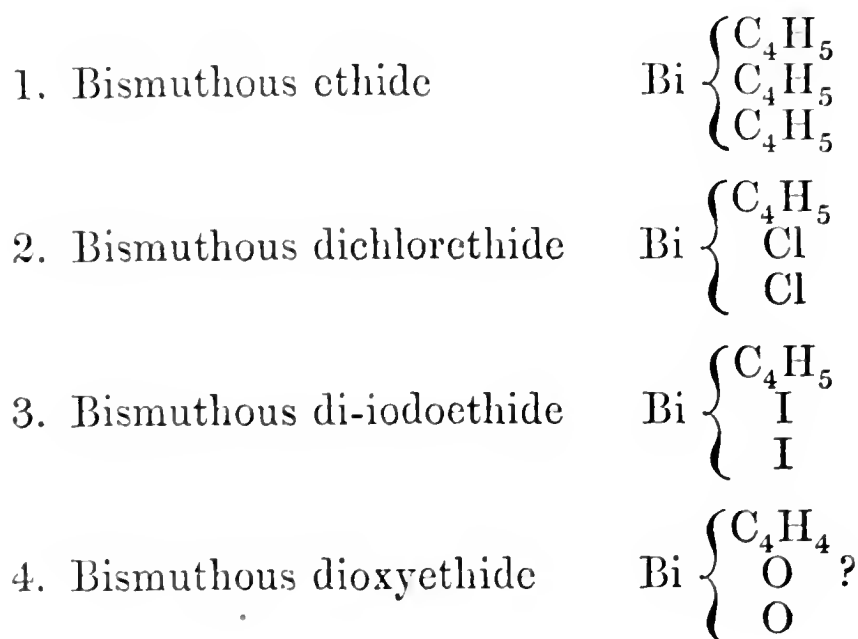 1. Bismuthous ethide Bi { C₄H₅
C₄H₅
C₄H₅
2. Bismuthous dichlorethide Bi { C₄H₅
Cl
Cl
3. Bismuthous di-iodoethide Bi { C₄H₅
I
I
4. Bismuthous dioxyethide Bi { C₄H₄
O ?
O